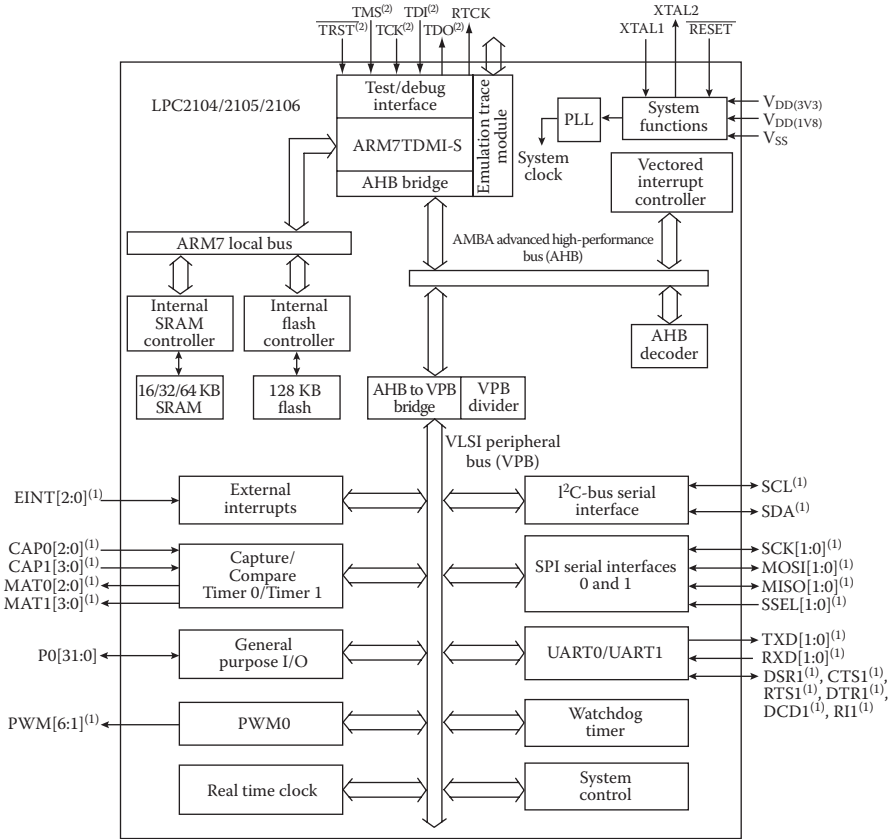 XTAL2
TMS(2) TDI(2) RTCK
TRST(2) TCK(2) TDO(2)
XTAL1 RESET
LPC2104/2105/2106
Test/debug
interface
ARM7TDMI-S
AHB bridge
Emulation trace
module
PLL
System
functions
VDD(3V3)
VDD(1V8)
VSS
System
clock
Vectored
interrupt
controller
ARM7 local bus
AMBA advanced high-performance
bus (AHB)
Internal
SRAM
controller
Internal
flash
controller
AHB
decoder
16/32/64 KB
SRAM
128 KB
flash
AHB to VPB
bridge
VPB
divider
VLSI peripheral
bus (VPB)
EINT[2:0](1)
External
interrupts
I2C-bus serial
interface
SCL(1)
SDA(1)
CAP0[2:0](1)
CAP1[3:0](1)
MAT0[2:0](1)
MAT1[3:0](1)
Capture/
Compare
Timer 0/Timer 1
SPI serial interfaces
0 and 1
SCK[1:0](1)
MOSI[1:0](1)
MISO[1:0](1)
SSEL[1:0](1)
P0[31:0]
General
purpose I/O
UART0/UART1
TXD[1:0](1)
RXD[1:0](1)
DSR1(1), CTS1(1),
RTS1(1), DTR1(1),
DCD1(1), RI1(1)
PWM[6:1](1)
PWM0
Watchdog
timer
Real time clock
System
control